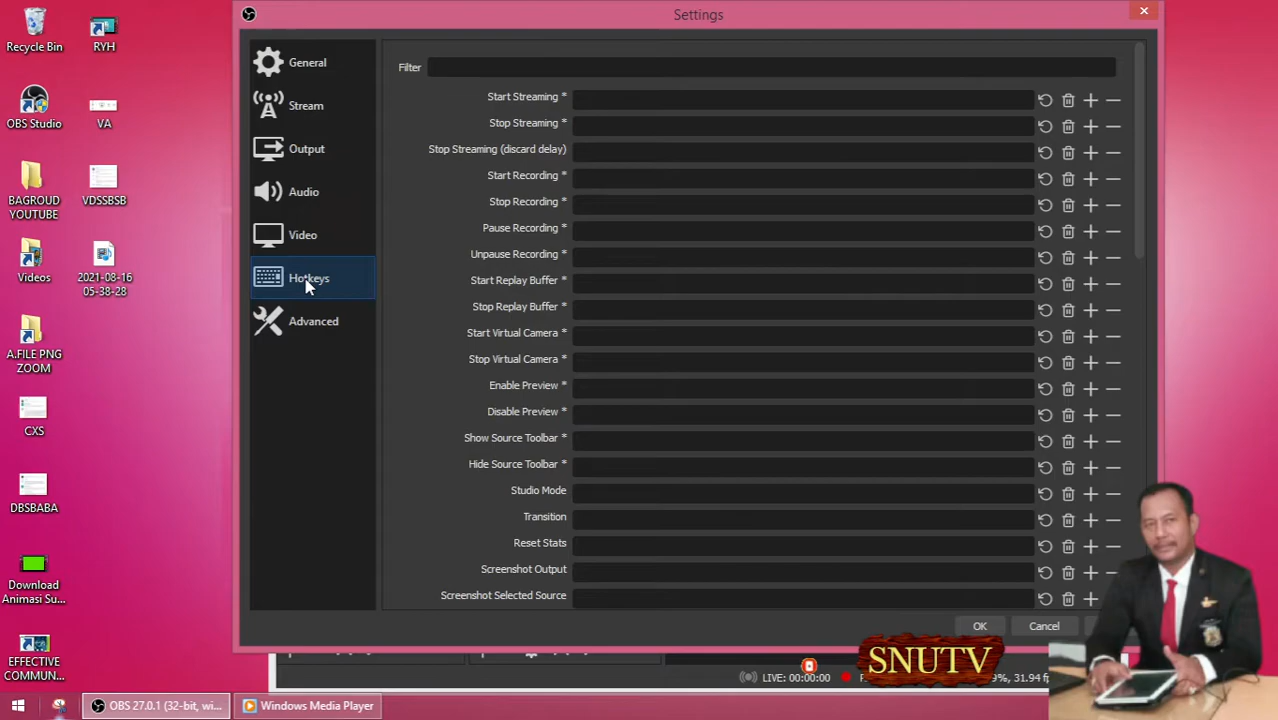 Settings
Recycle Bin
RYH
OBS Studio
VA
BAGROUD
YOUTUBE
VDSSBSB
Videos
2021-08-16
05-38-28
A.FILE PNG
ZOOM
CXS
DBSBABA
Download
Animasi Su...
EFFECTIVE
COMMUN...
General
Stream
Output
Audio
Video
Hotkeys
Advanced
Filter
Start Streaming *
Stop Streaming *
Stop Streaming (discard delay)
Start Recording *
Stop Recording *
Pause Recording *
Unpause Recording *
Start Replay Buffer *
Stop Replay Buffer *
Start Virtual Camera *
Stop Virtual Camera *
Enable Preview *
Disable Preview *
Show Source Toolbar *
Hide Source Toolbar *
Studio Mode
Transition
Reset Stats
Screenshot Output
Screenshot Selected Source
OK
Cancel
SNUTV
LIVE: 00:00:00
31.94 f
OBS 27.0.1 (32-bit, wi...
Windows Media Player